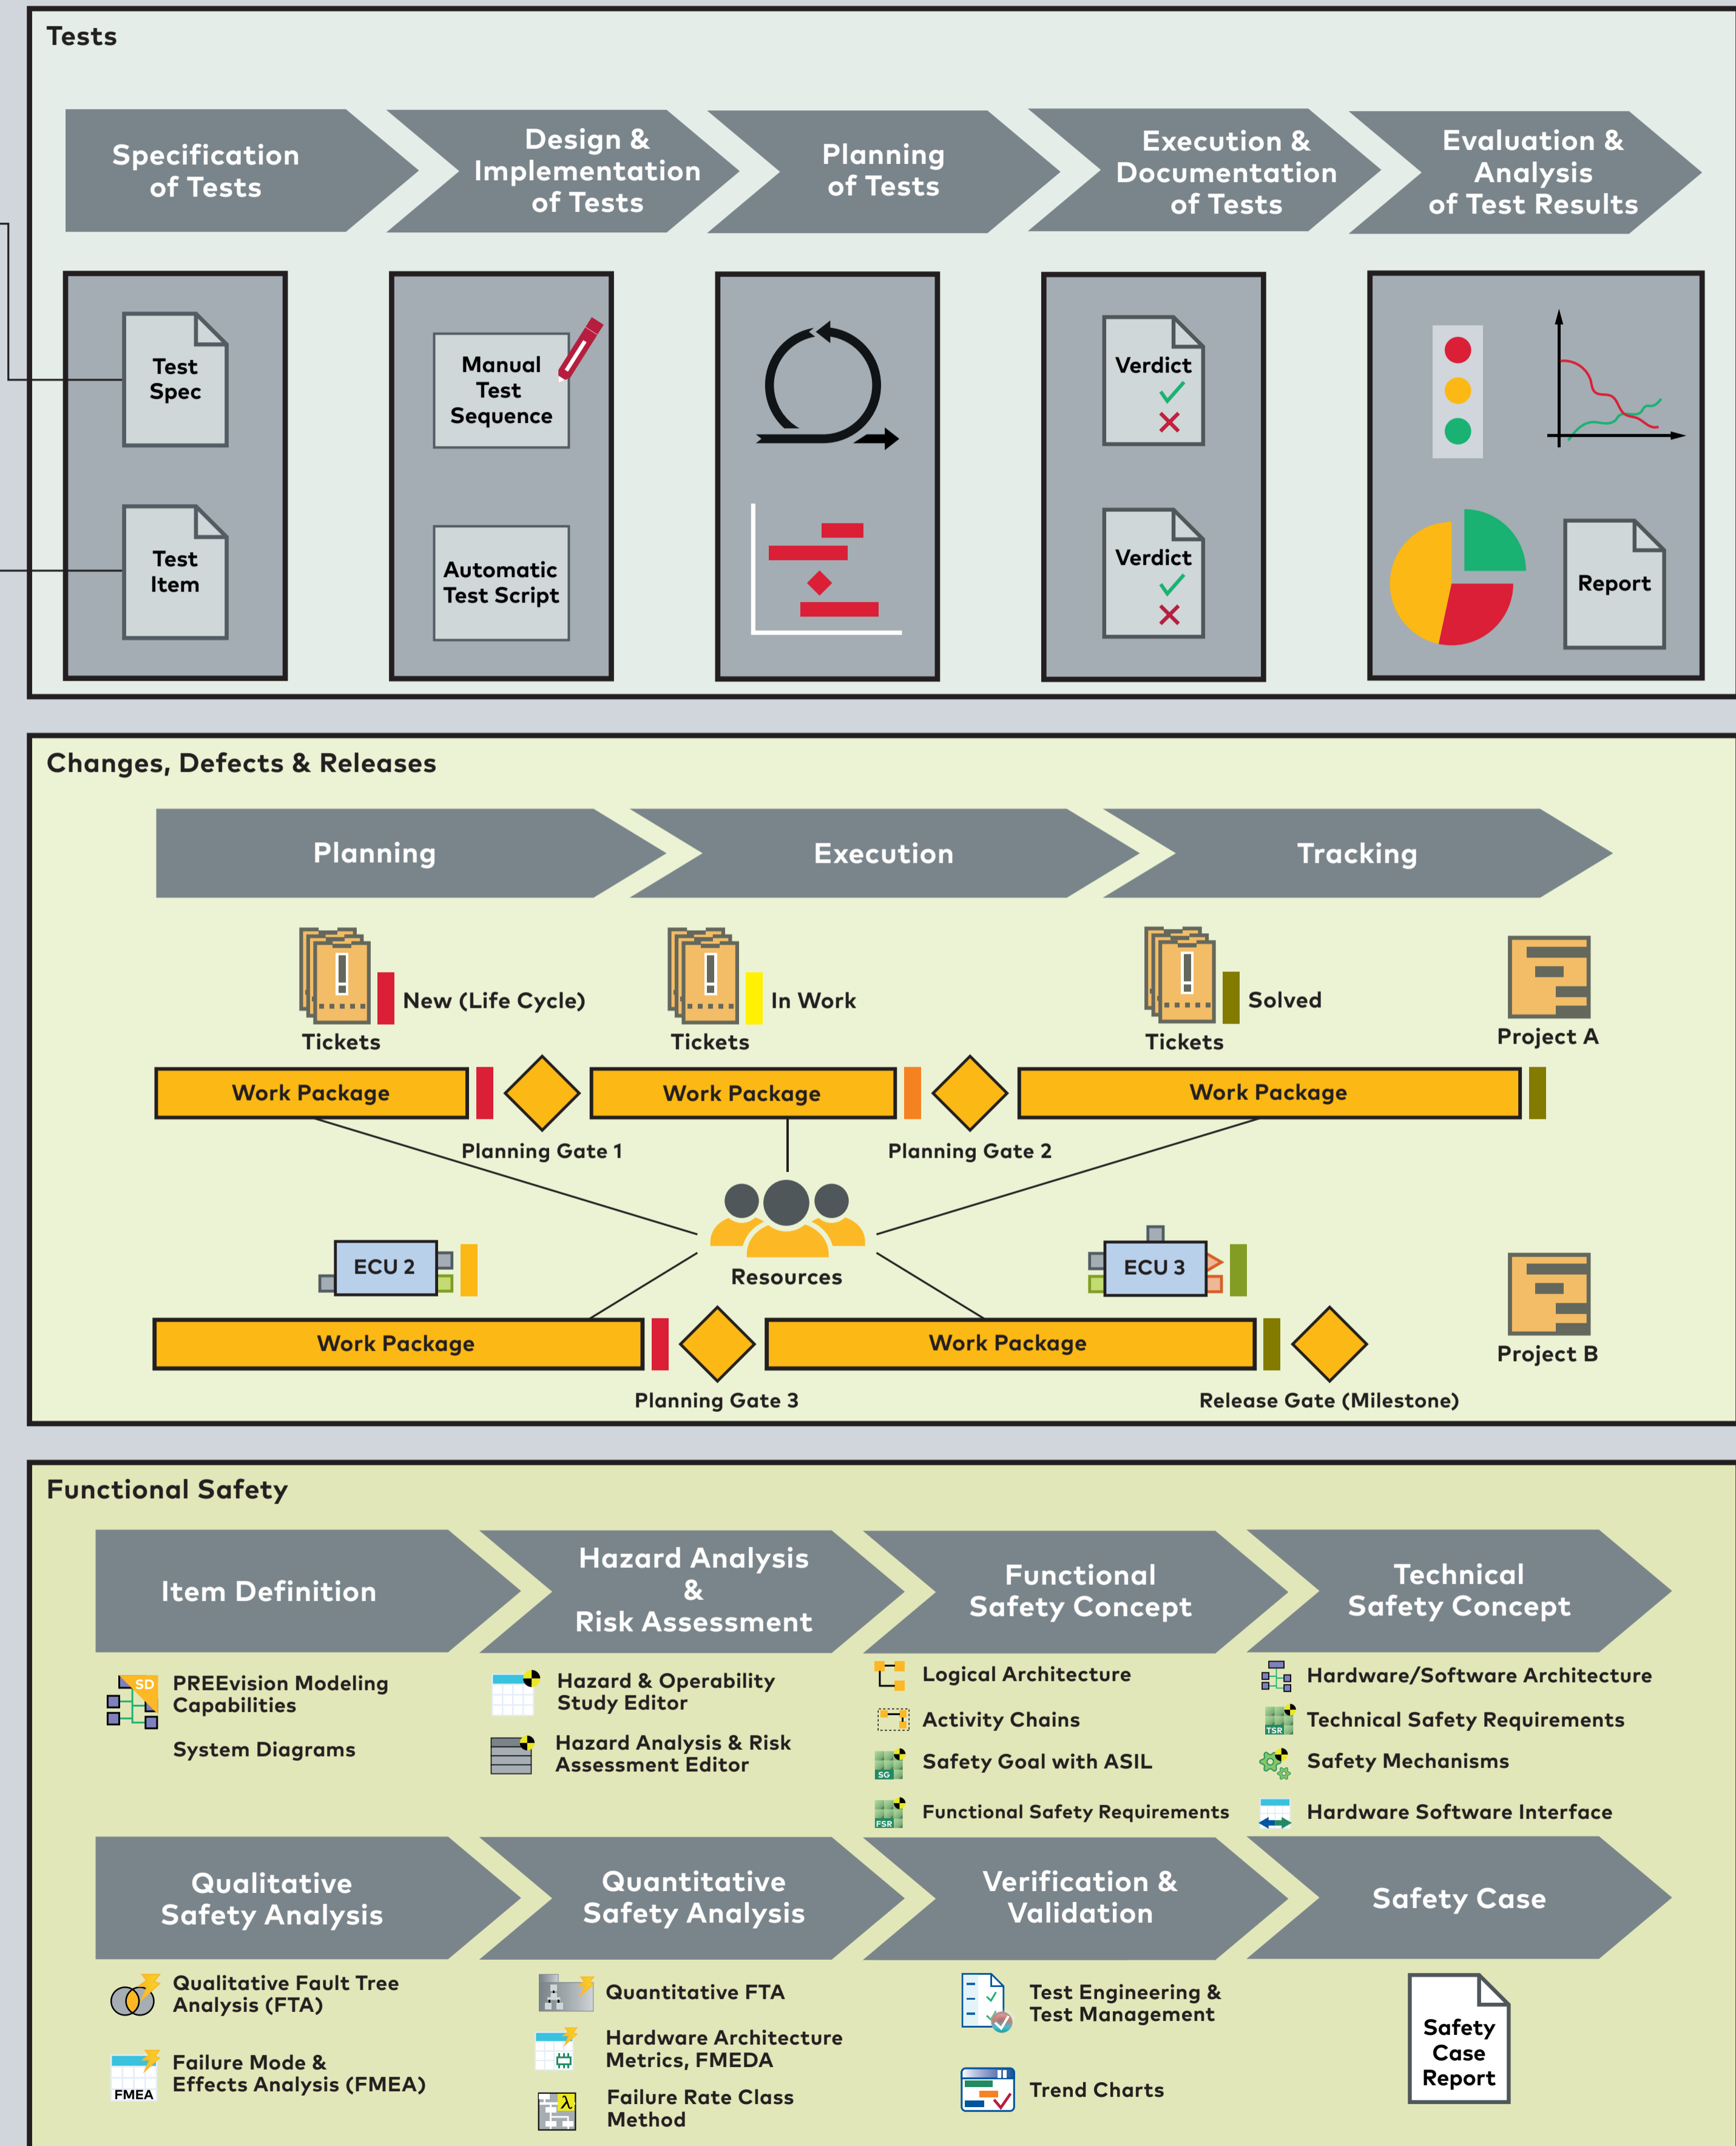 Tests
Specification
of Tests
Design &
Implementation
of Tests
Planning
of Tests
Execution &
Documentation
of Tests
Evaluation &
Analysis
of Test Results
Test
Spec
Test
Item
Manual
Test
Sequence
Automatic
Test Script
Verdict
Verdict
Report
Changes, Defects & Releases
Planning
Execution
Tracking
New (Life Cycle)
Tickets
In Work
Tickets
Solved
Tickets
Project A
Work Package
Work Package
Work Package
Planning Gate 1
Planning Gate 2
Resources
ECU 2
ECU 3
Work Package
Work Package
Project B
Planning Gate 3
Release Gate (Milestone)
Functional Safety
Item Definition
Hazard Analysis
&
Risk Assessment
Functional
Safety Concept
Technical
Safety Concept
SD
PREEvision Modeling
Capabilities
System Diagrams
Hazard & Operability
Study Editor
Hazard Analysis & Risk
Assessment Editor
Logical Architecture
Activity Chains
SG
Safety Goal with ASIL
FSR
Functional Safety Requirements
Hardware/Software Architecture
TSR
Technical Safety Requirements
Safety Mechanisms
Hardware Software Interface
Qualitative
Safety Analysis
Quantitative
Safety Analysis
Verification &
Validation
Safety Case
Qualitative Fault Tree
Analysis (FTA)
FMEA
Failure Mode &
Effects Analysis (FMEA)
Quantitative FTA
Hardware Architecture
Metrics, FMEDA
λ
Failure Rate Class
Method
Test Engineering &
Test Management
Trend Charts
Safety
Case
Report